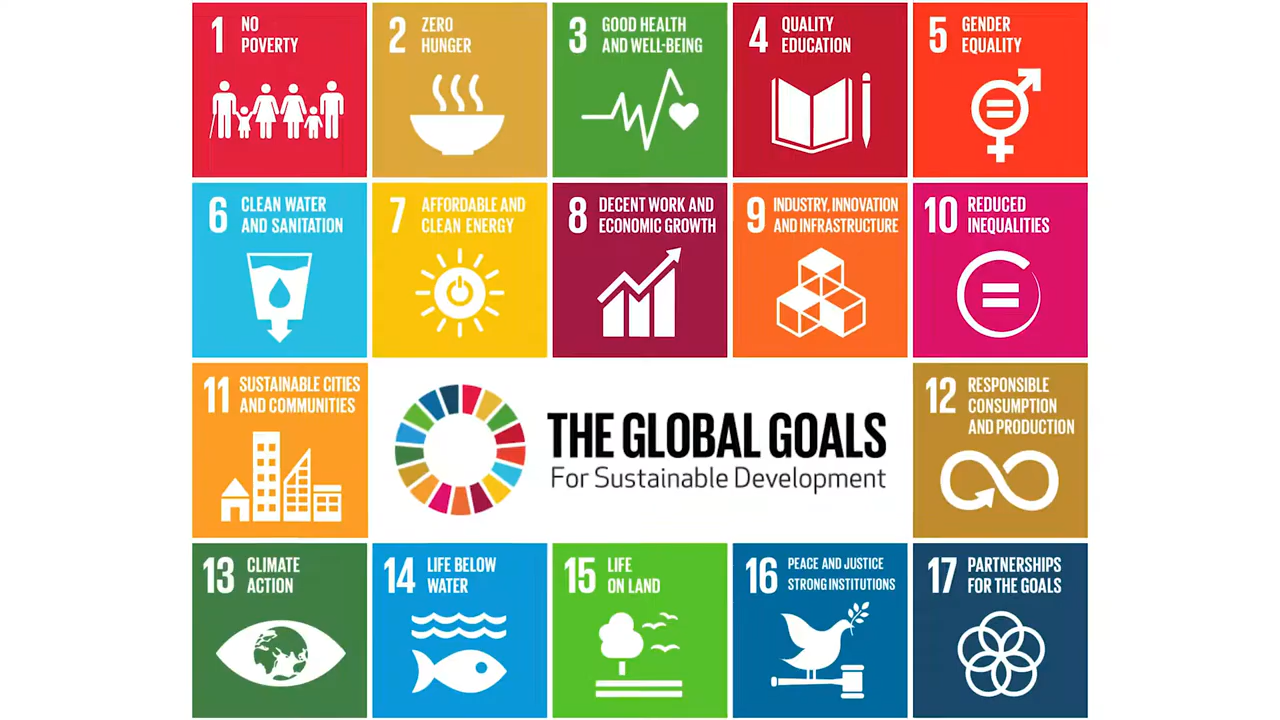 1 NO
POVERTY
2 ZERO
HUNGER
3 GOOD HEALTH
AND WELL-BEING
4 QUALITY
EDUCATION
5 GENDER
EQUALITY
6 CLEAN WATER
AND SANITATION
7 AFFORDABLE AND
CLEAN ENERGY
8 DECENT WORK AND
ECONOMIC GROWTH
9 INDUSTRY, INNOVATION
AND INFRASTRUCTURE
10 REDUCED
INEQUALITIES
11 SUSTAINABLE CITIES
AND COMMUNITIES
THE GLOBAL GOALS
For Sustainable Development
12 RESPONSIBLE
CONSUMPTION
AND PRODUCTION
13 CLIMATE
ACTION
14 LIFE BELOW
WATER
15 LIFE
ON LAND
16 PEACE AND JUSTICE
STRONG INSTITUTIONS
17 PARTNERSHIPS
FOR THE GOALS